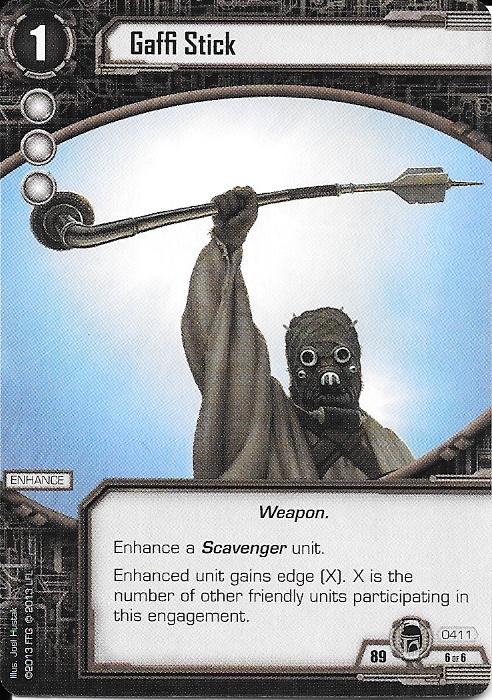 1
Gaffi Stick
ENHANCE
Weapon.
Enhance a Scavenger unit.
Enhanced unit gains edge (X). X is the
number of other friendly units participating in
this engagement.
Illus. Joel Hustak
©2013 FFG © 2013 LFL
89
0411
6 of 6